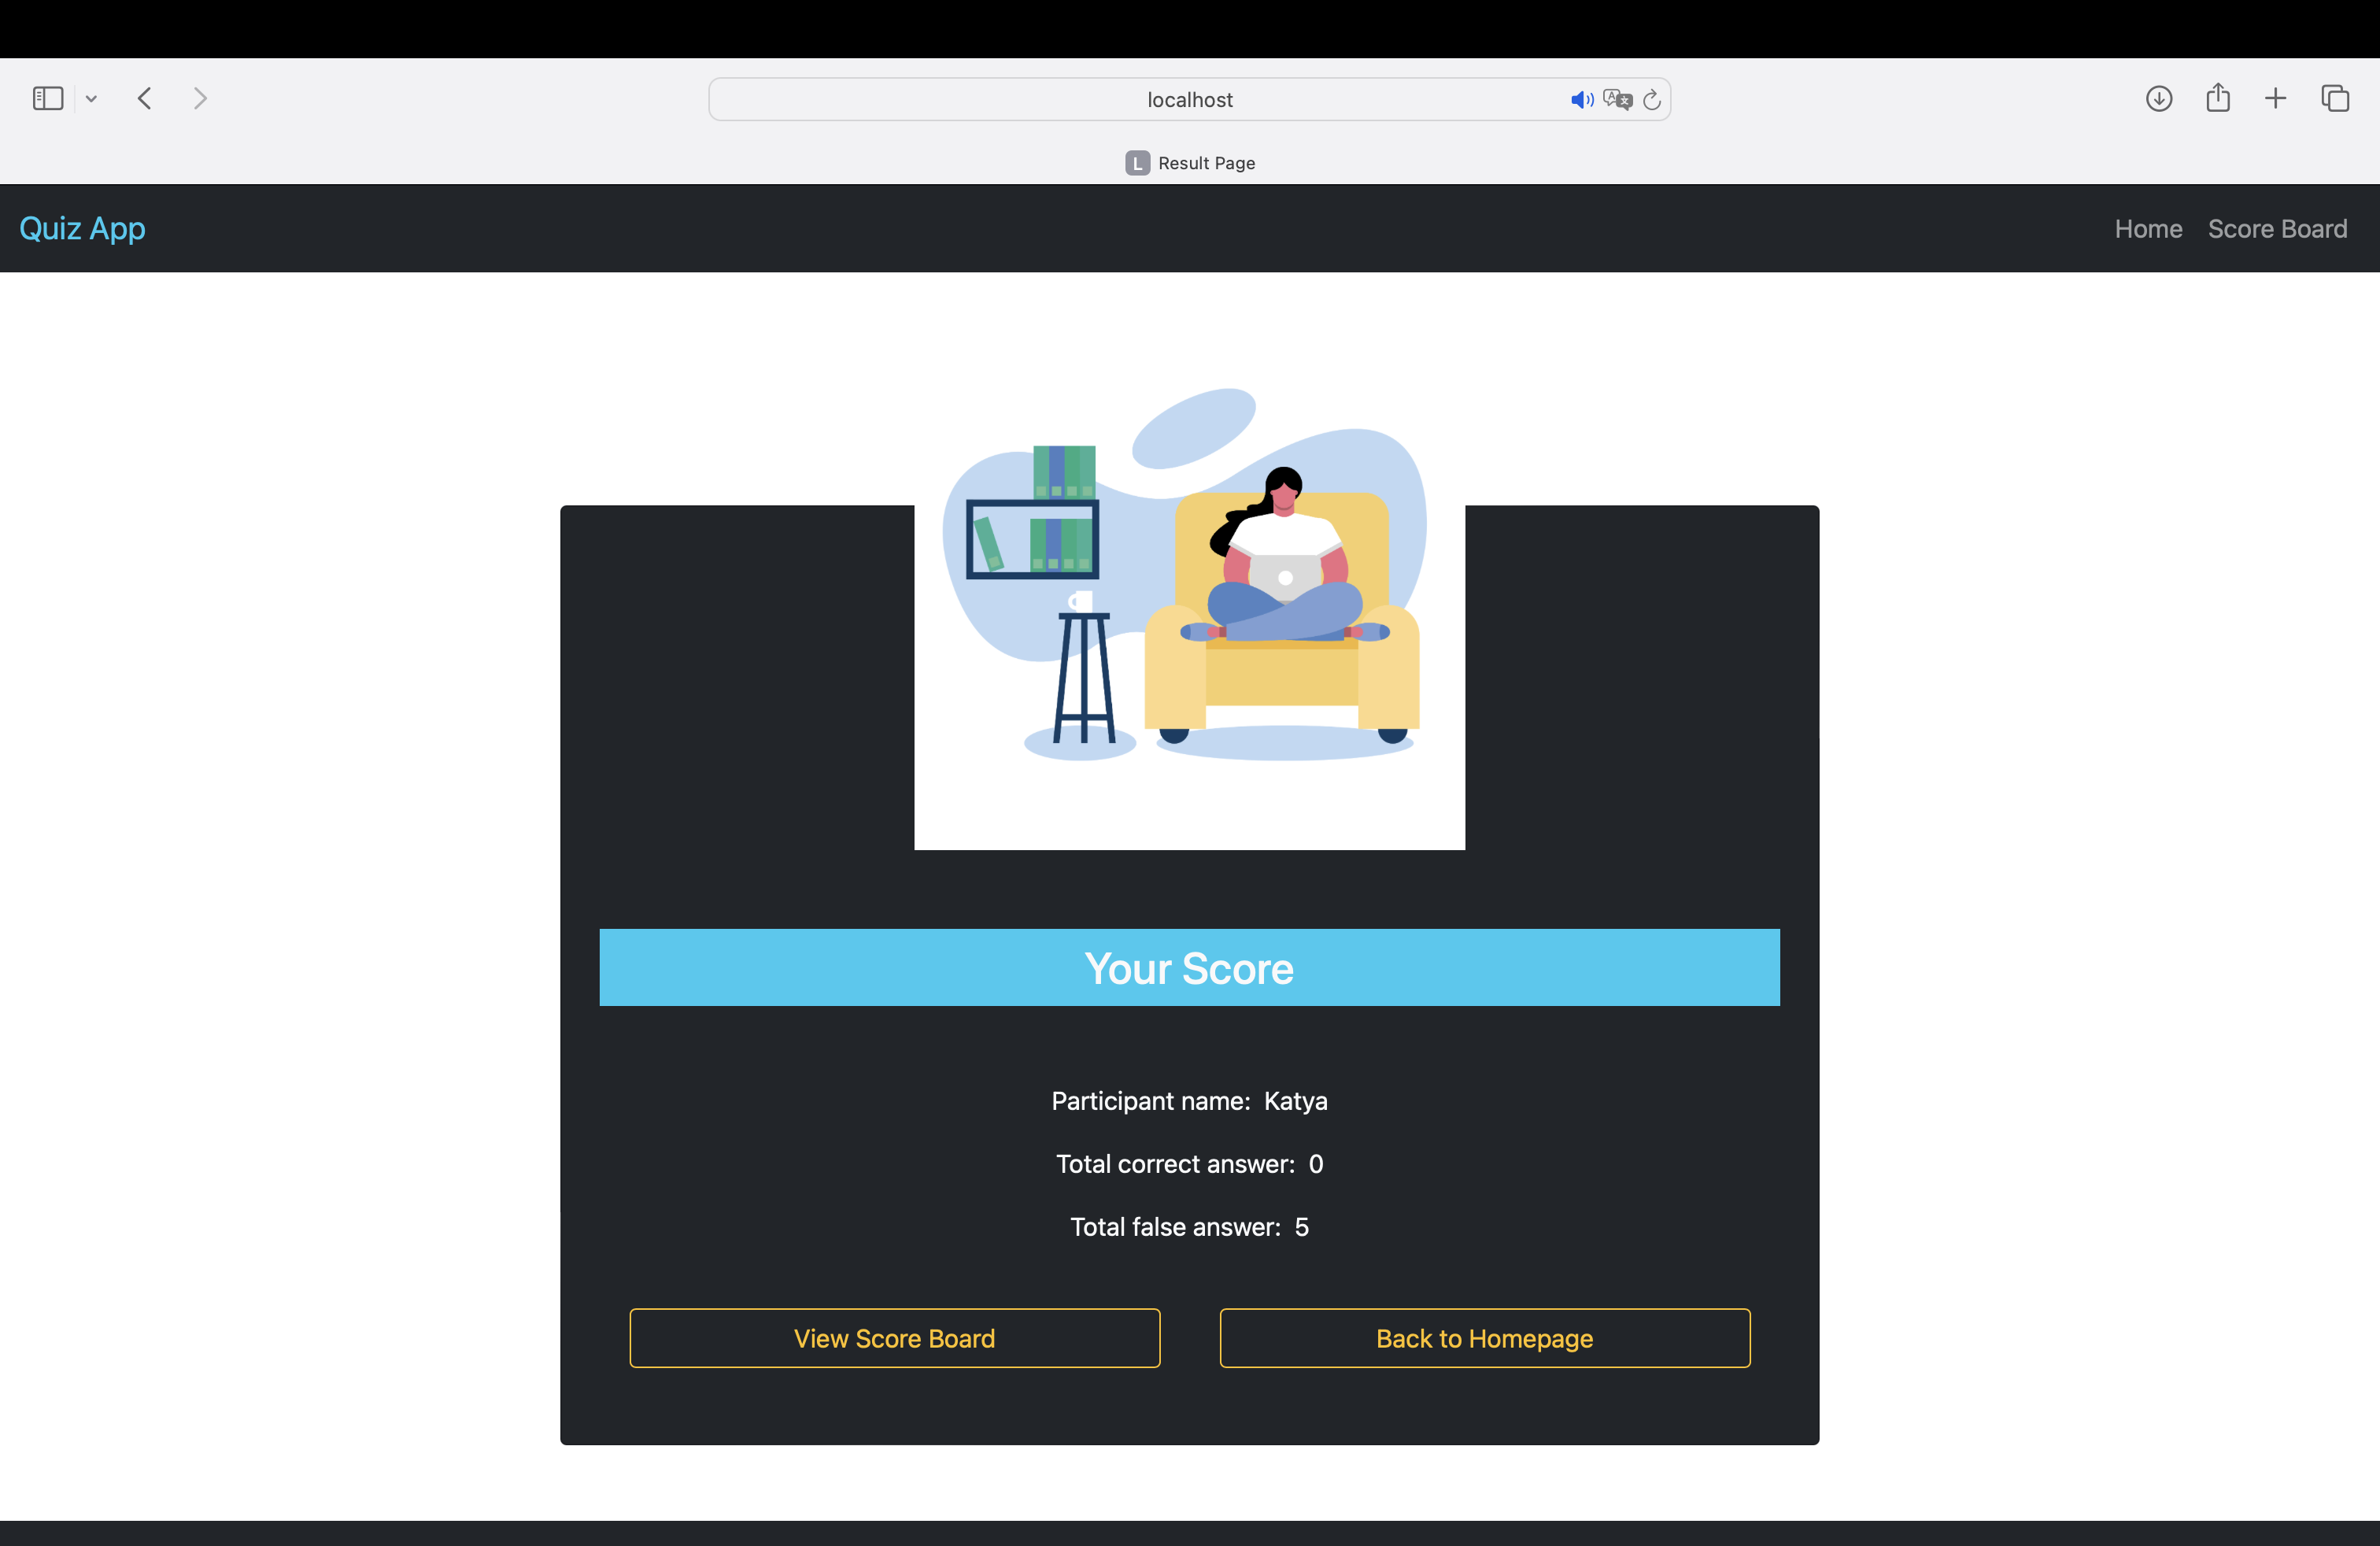 localhost
L Result Page
Quiz App
Home Score Board
Your Score
Participant name: Katya
Total correct answer: 0
Total false answer: 5
View Score Board
Back to Homepage